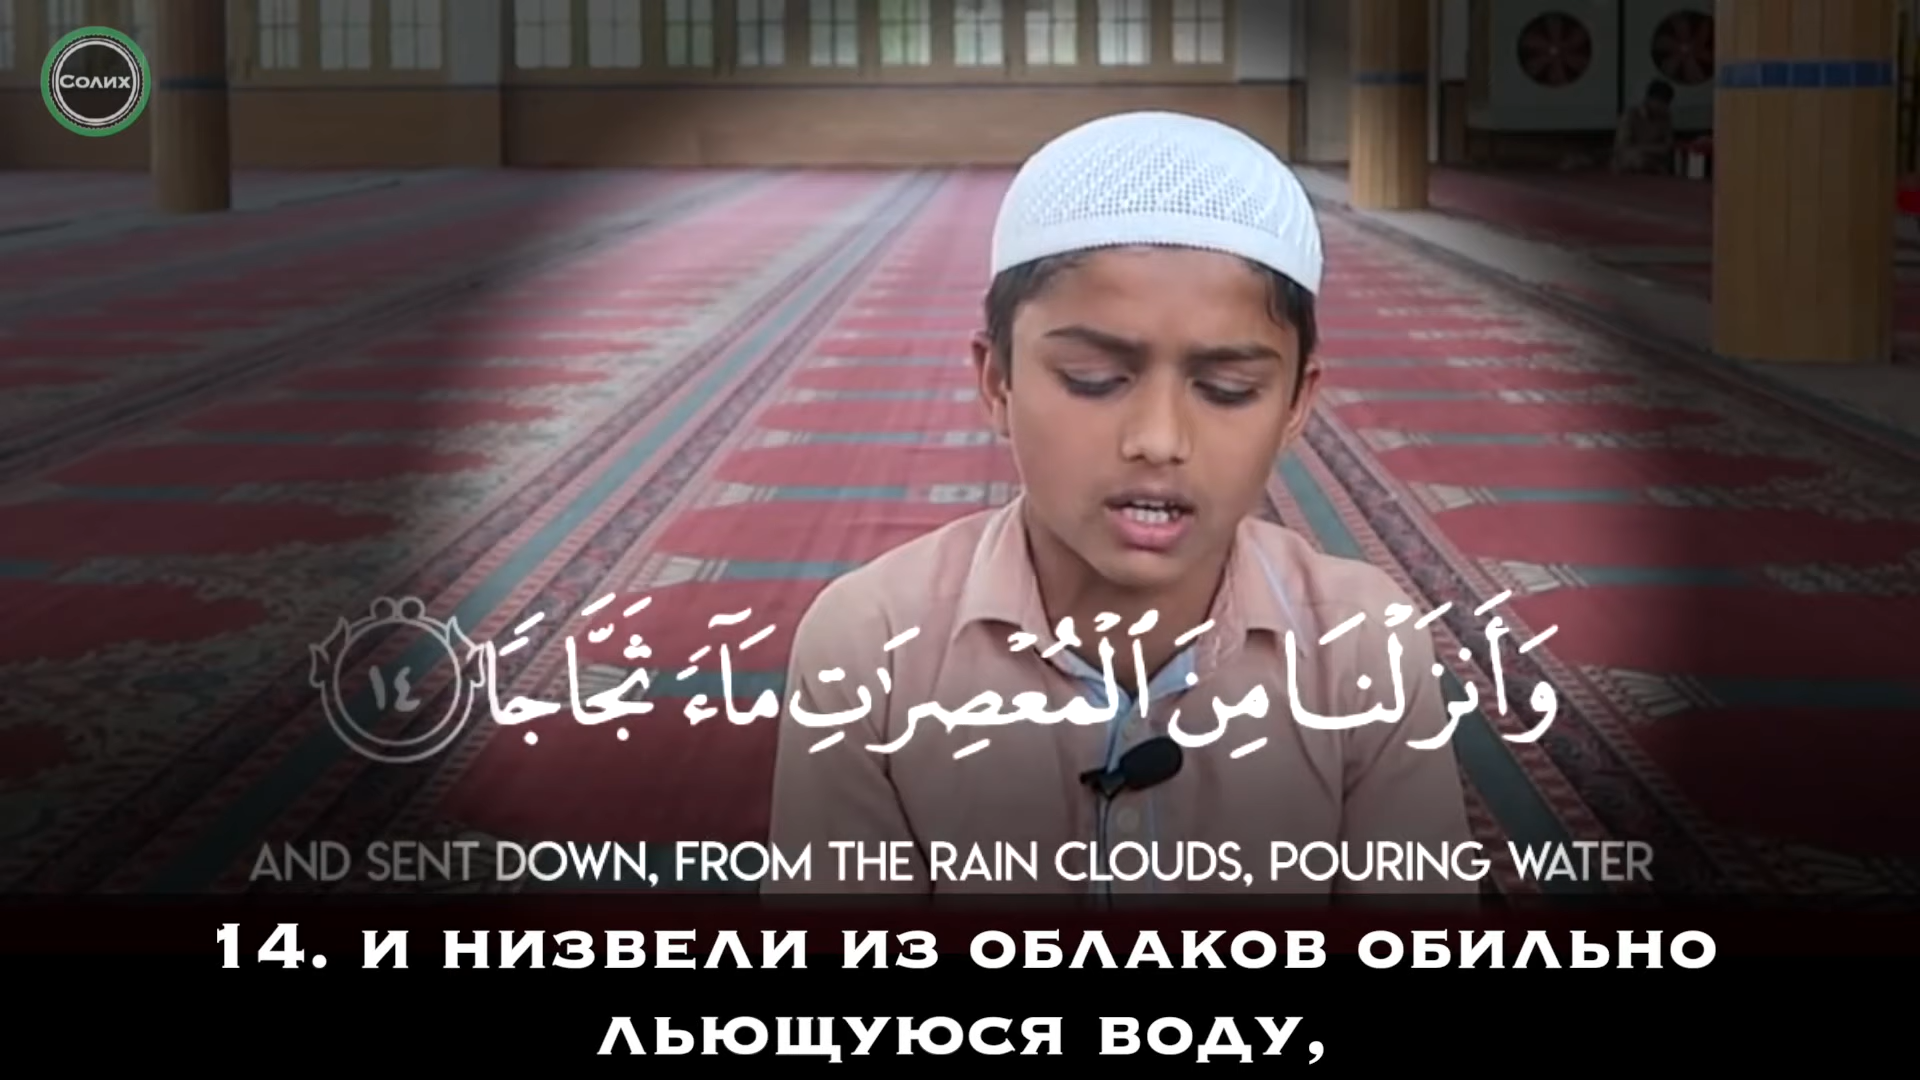 Солих
وَأَنزَلْنَا مِنَ ٱلْمُعْصِرَٰتِ مَآءً ثَجَّاجًا ١٤
AND SENT DOWN, FROM THE RAIN CLOUDS, POURING WATER
14. И НИЗВЕЛИ ИЗ ОБЛАКОВ ОБИЛЬНО
ЛЬЮЩУЮСЯ ВОДУ,